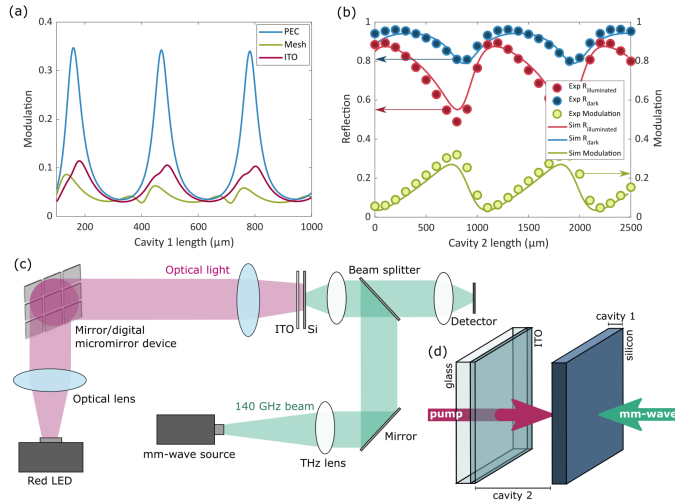 (a)
PEC
Mesh
ITO
0.4
0.3
0.2
0.1
0
Modulation
200
400
600
800
1000
Cavity 1 length (μm)
(b)
1
0.8
0.6
0.4
0.2
0
Reflection
Exp R_illuminated
Exp R_dark
Exp Modulation
Sim R_illuminated
Sim R_dark
Sim Modulation
1
0.8
0.6
0.4
0.2
0
Modulation
0
500
1000
1500
2000
2500
Cavity 2 length (μm)
(c)
Optical light
Beam splitter
ITO
Si
Detector
Mirror/digital
micromirror device
Optical lens
140 GHz beam
Mirror
mm-wave source
THz lens
Red LED
(d)
cavity 1
glass
ITO
silicon
pump
mm-wave
cavity 2